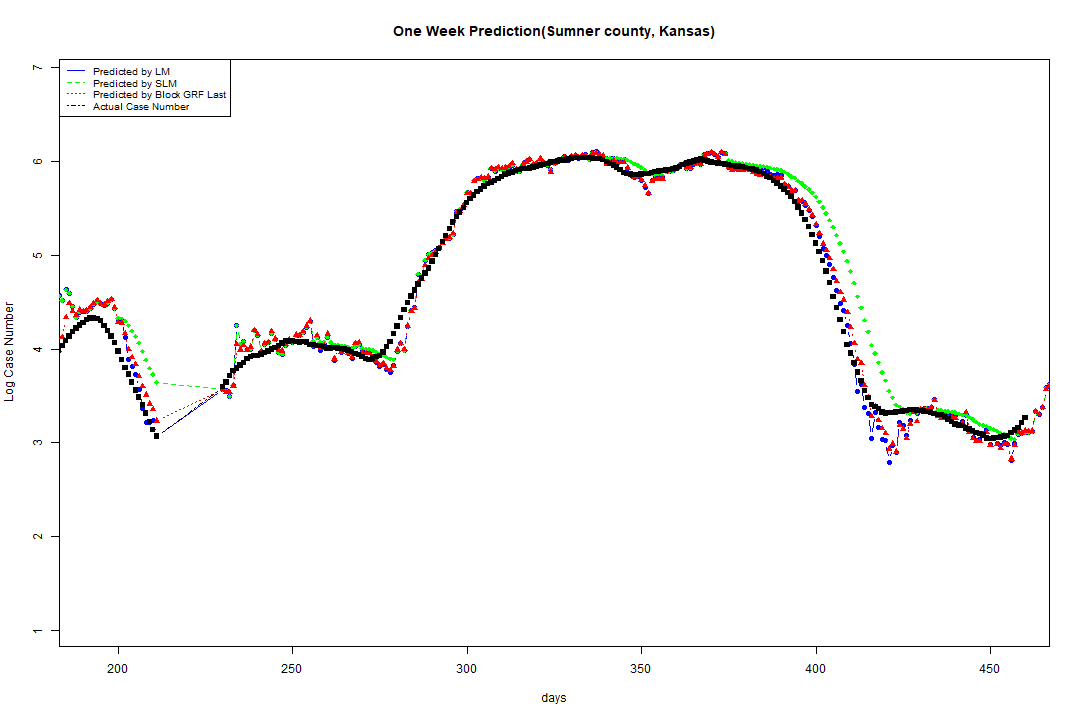 One Week Prediction(Sumner county, Kansas)
Predicted by LM
Predicted by SLM
Predicted by Block GRF Last
Actual Case Number
7
6
5
4
3
2
1
Log Case Number
200 250 300 350 400 450
days